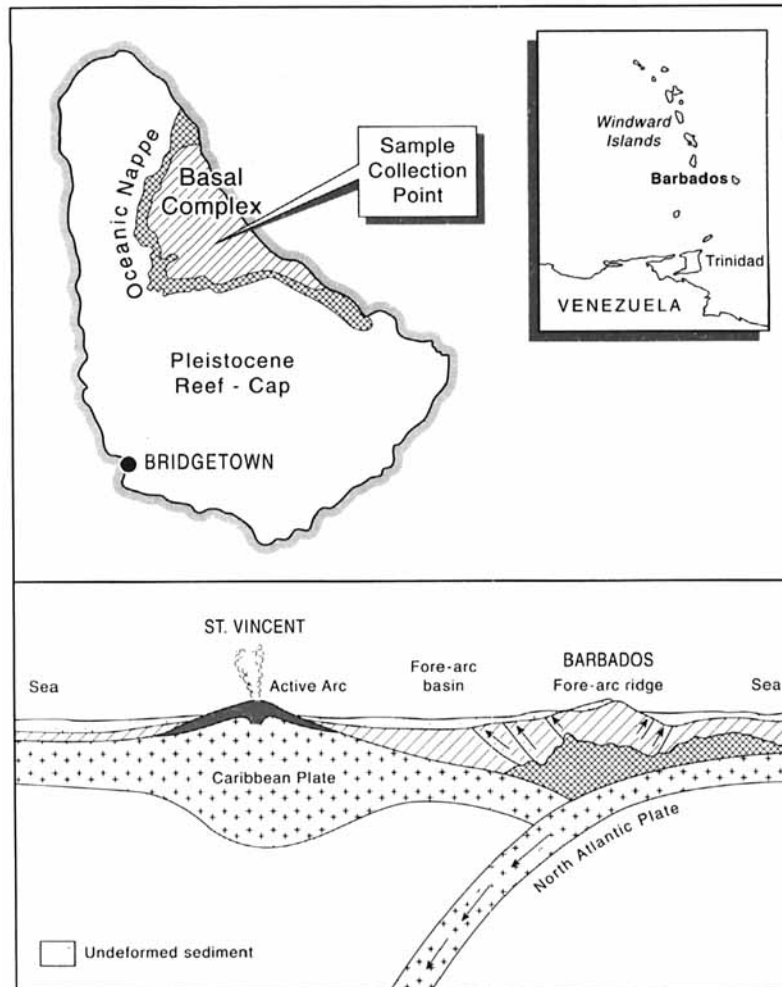 Oceanic Nappe
Basal
Complex
Sample
Collection
Point
Pleistocene
Reef - Cap
BRIDGETOWN
Windward
Islands
Barbados
Trinidad
VENEZUELA
ST. VINCENT
Sea
Active Arc
Fore-arc
basin
BARBADOS
Fore-arc ridge
Sea
Caribbean Plate
North Atlantic Plate
Undeformed sediment